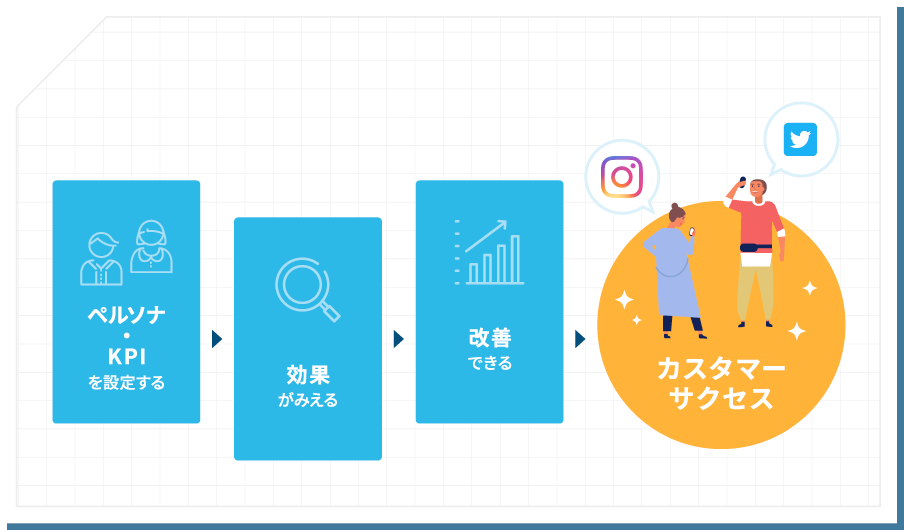 ペルソナ
・
KPI
を設定する
効果
がみえる
改善
できる
カスタマー
サクセス